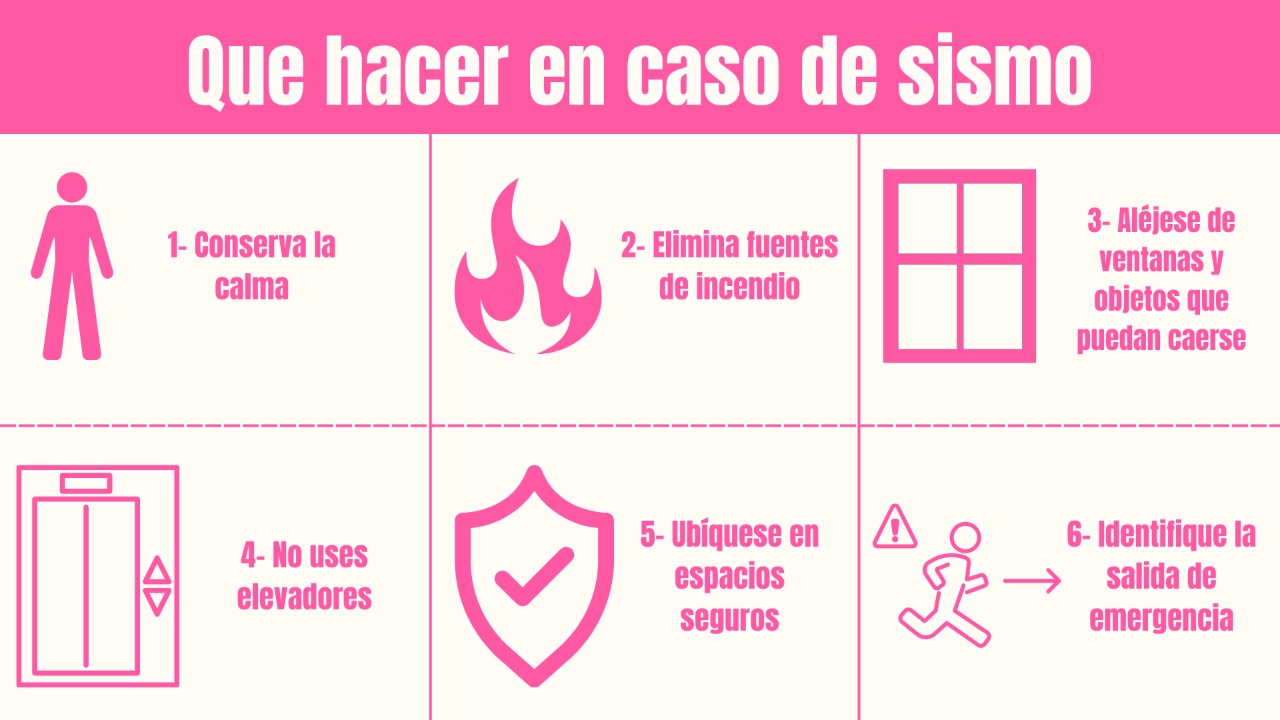 Que hacer en caso de sismo
1- Conserva la
calma
2- Elimina fuentes
de incendio
3- Aléjese de
ventanas y
objetos que
puedan caerse
4- No uses
elevadores
5- Ubíquese en
espacios
seguros
6- Identifique la
salida de
emergencia